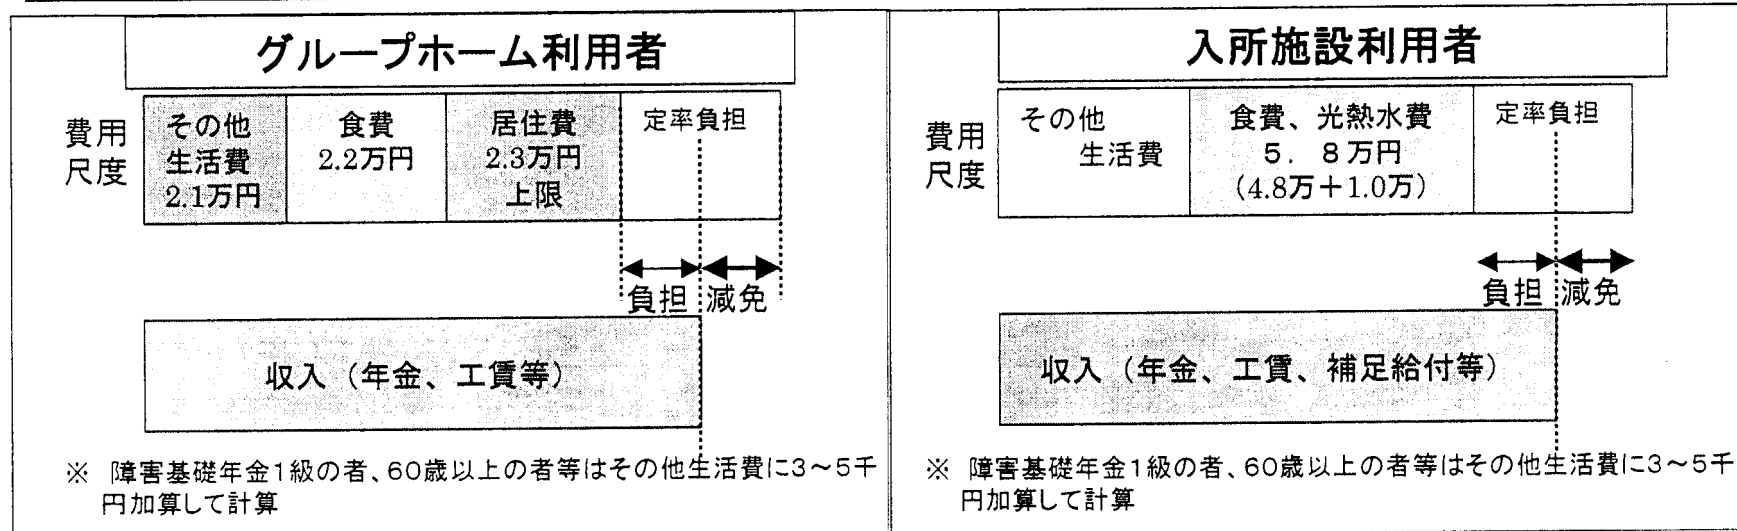 グループホーム利用者
費用
尺度
その他
生活費
2.1万円
食費
2.2万円
居住費
2.3万円
上限
定率負担
負担
減免
収入（年金、工賃等）
※ 障害基礎年金1級の者、60歳以上の者等はその他生活費に3～5千
円加算して計算
入所施設利用者
費用
尺度
その他
生活費
食費、光熱水費
５．８万円
（4.8万＋1.0万）
定率負担
負担
減免
収入（年金、工賃、補足給付等）
※ 障害基礎年金1級の者、60歳以上の者等はその他生活費に3～5千
円加算して計算